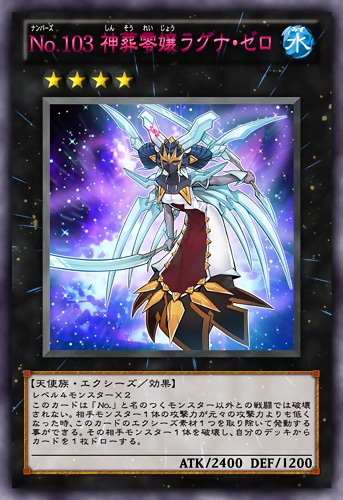 ナンバーズ しん そう れい じょう
No.103 神葬零嬢ラグナ・ゼロ
水
【天使族・エクシーズ／効果】
レベル4モンスター×2
このカードは「No.」と名のつくモンスター以外との戦闘では破壊
されない。相手モンスター1体の攻撃力が元々の攻撃力よりも低く
なった時、このカードのエクシーズ素材1つを取り除いて発動する
事ができる。その相手モンスター1体を破壊し、自分のデッキから
カードを1枚ドローする。
ATK/2400 DEF/1200